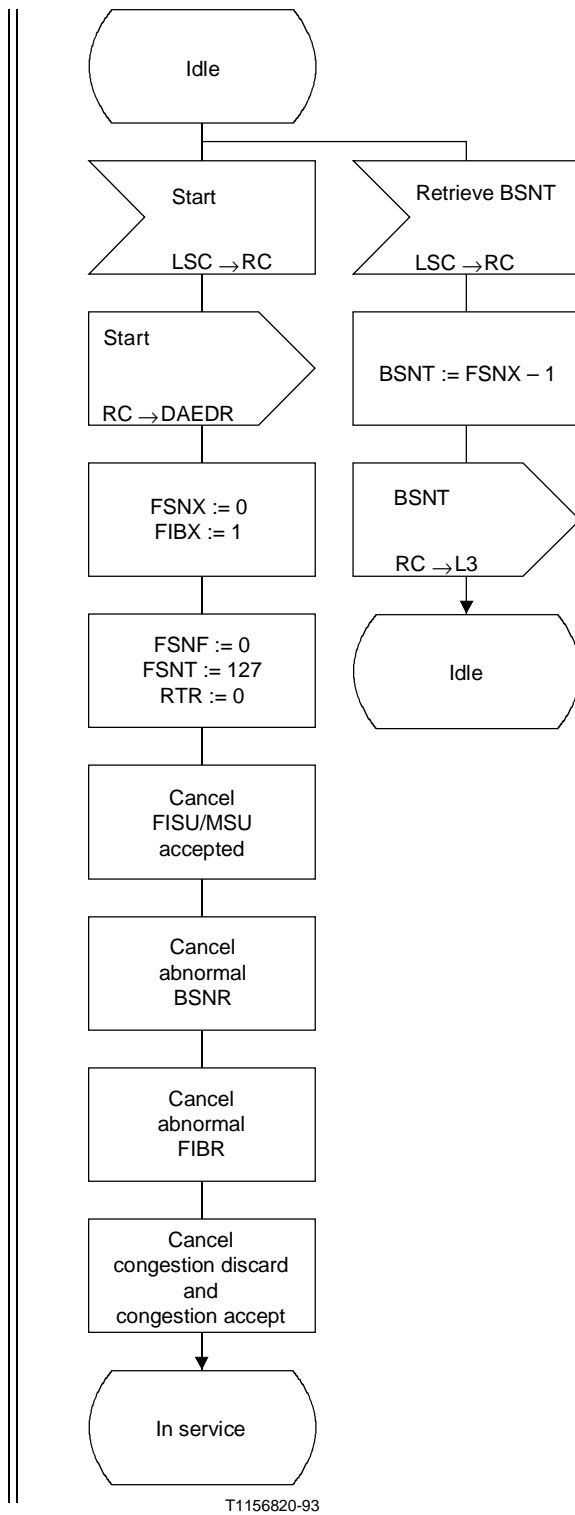 Idle
Start
LSC → RC
Retrieve BSNT
LSC → RC
Start
RC → DAEDR
BSNT := FSNX – 1
FSNX := 0
FIBX := 1
BSNT
RC → L3
FSNF := 0
FSNT := 127
RTR := 0
Idle
Cancel
FISU/MSU
accepted
Cancel
abnormal
BSNR
Cancel
abnormal
FIBR
Cancel
congestion discard
and
congestion accept
In service
T1156820-93